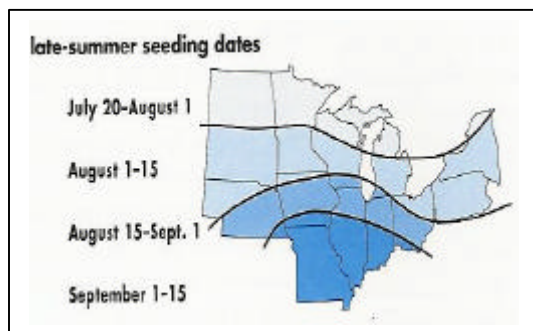 late-summer seeding dates
July 20-August 1
August 1-15
August 15-Sept. 1
September 1-15